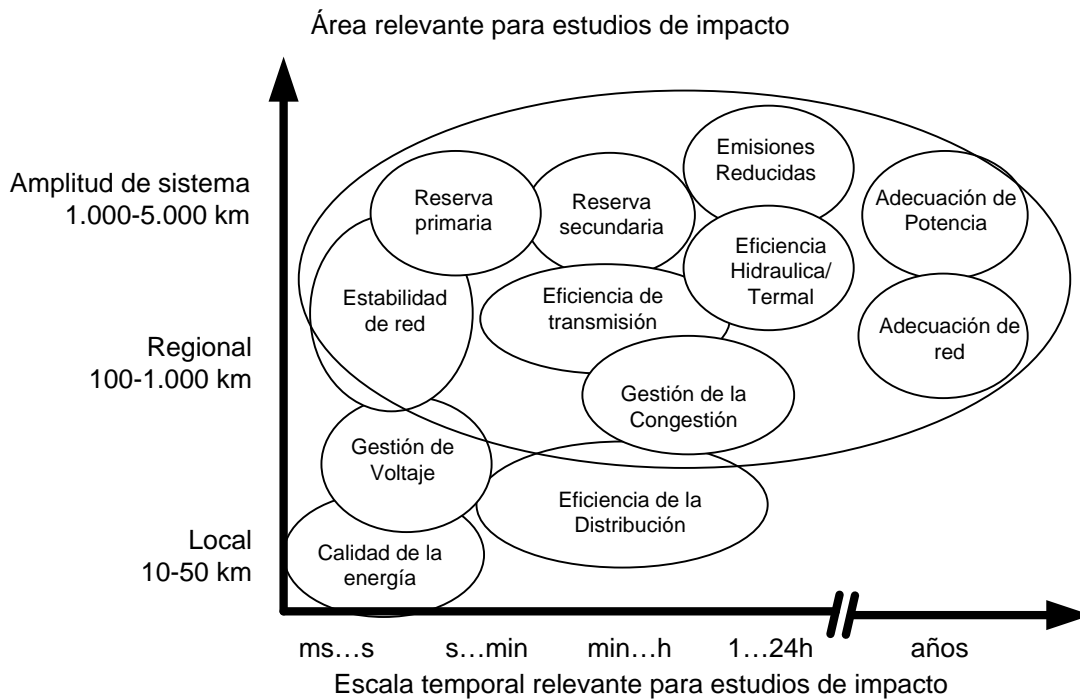 Área relevante para estudios de impacto
Amplitud de sistema
1.000-5.000 km
Regional
100-1.000 km
Local
10-50 km
Emisiones
Reducidas
Reserva
primaria
Reserva
secundaria
Adecuación de
Potencia
Eficiencia
Hidraulica/
Termal
Estabilidad
de red
Eficiencia de
transmisión
Adecuación de
red
Gestión de la
Congestión
Gestión de
Voltaje
Eficiencia de la
Distribución
Calidad de la
energía
ms...s s...min min...h 1...24h años
Escala temporal relevante para estudios de impacto